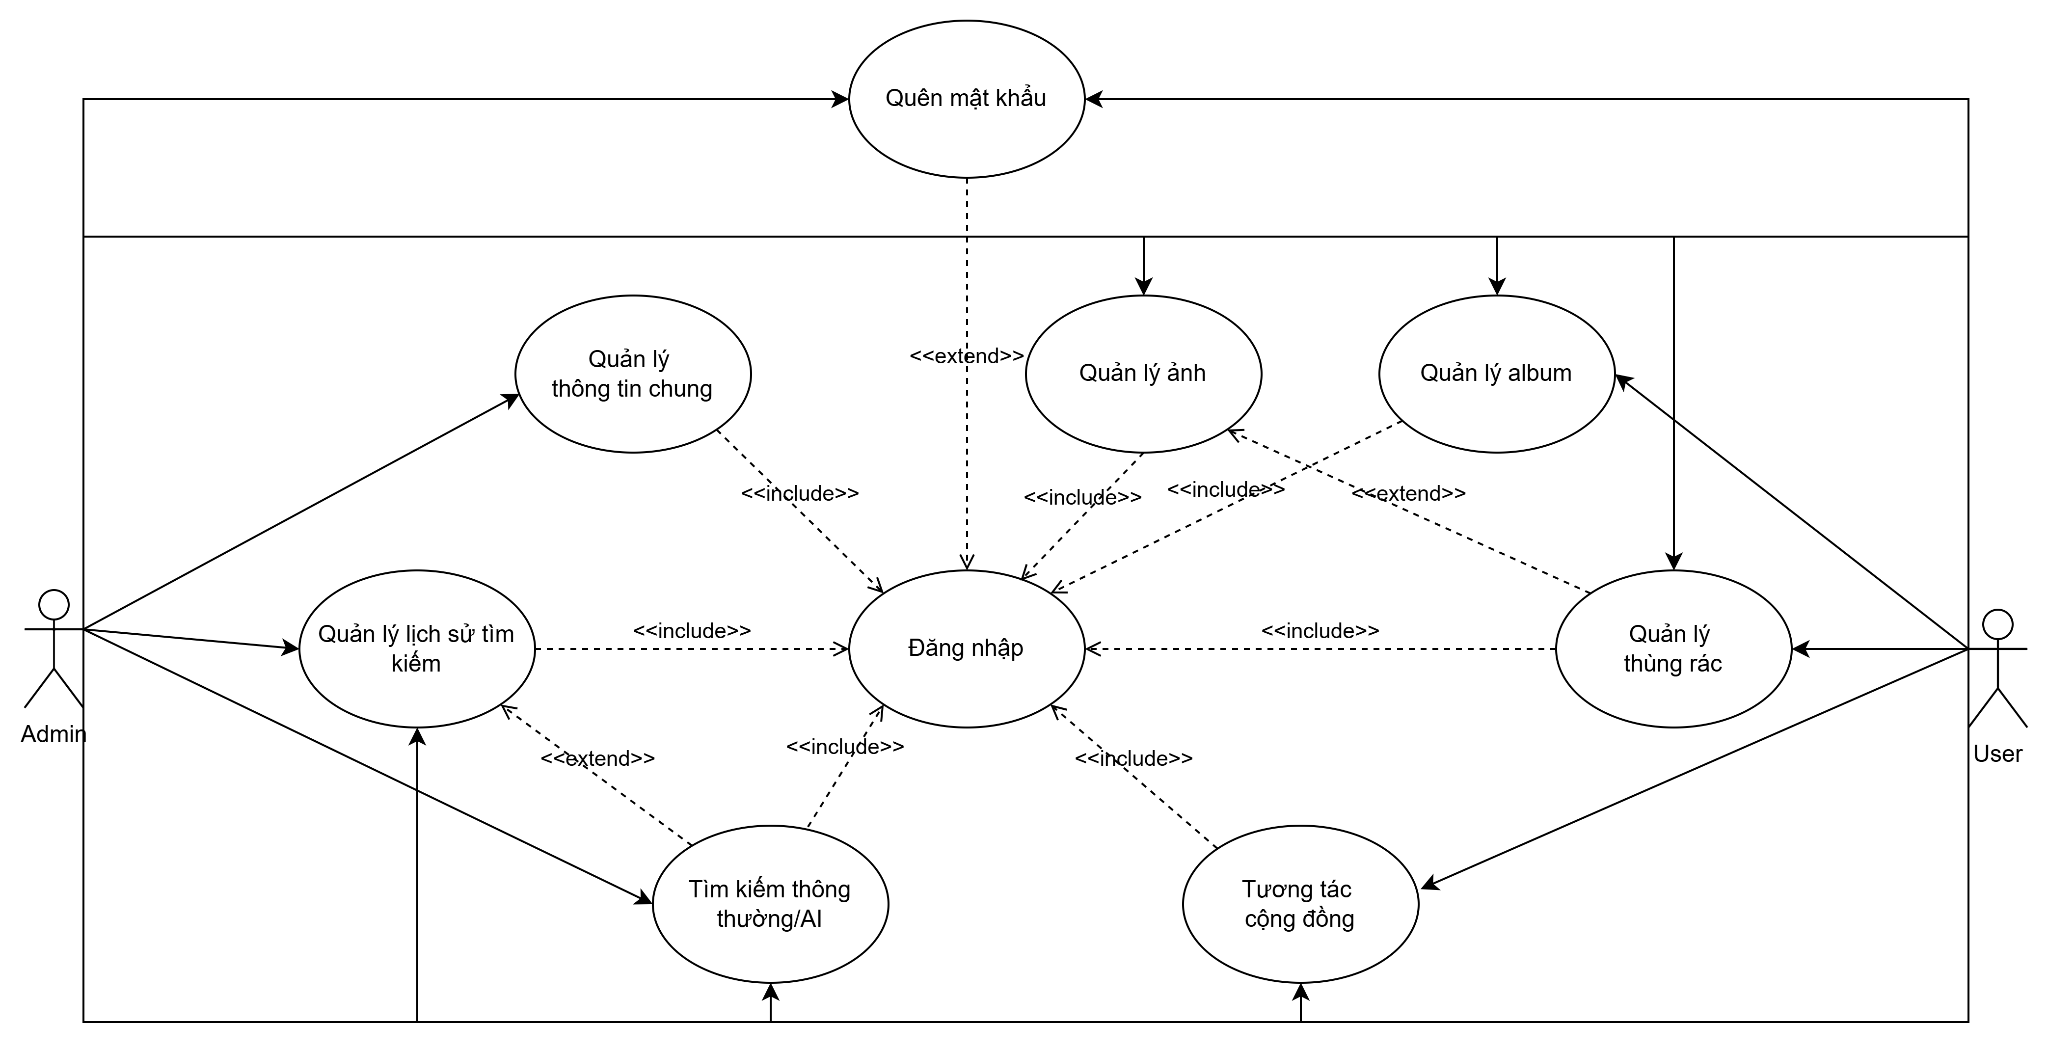 Quên mật khẩu
<<extend>>
Quản lý
thông tin chung
Quản lý ảnh
Quản lý album
<<include>>
<<include>>
<<include>>
<<extend>>
Admin
Quản lý lịch sử tìm
kiếm
<<include>>
Đăng nhập
<<include>>
Quản lý
thùng rác
User
<<extend>>
<<include>>
<<include>>
Tìm kiếm thông
thường/AI
Tương tác
cộng đồng